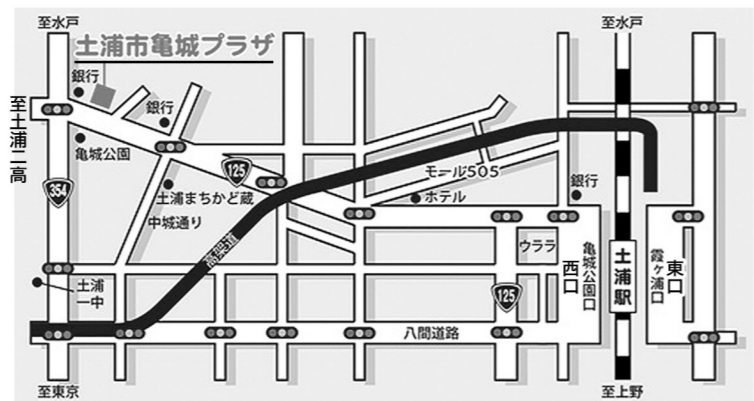 至水戸
至水戸
土浦市亀城プラザ
銀行
銀行
至土浦二高
亀城公園
125
354
土浦まちかど蔵
中城通り
モール505
銀行
ホテル
高架道
ウララ
西口
亀城公園口
土浦駅
霞ヶ浦口
東口
土浦
一中
125
八間道路
至東京
至上野